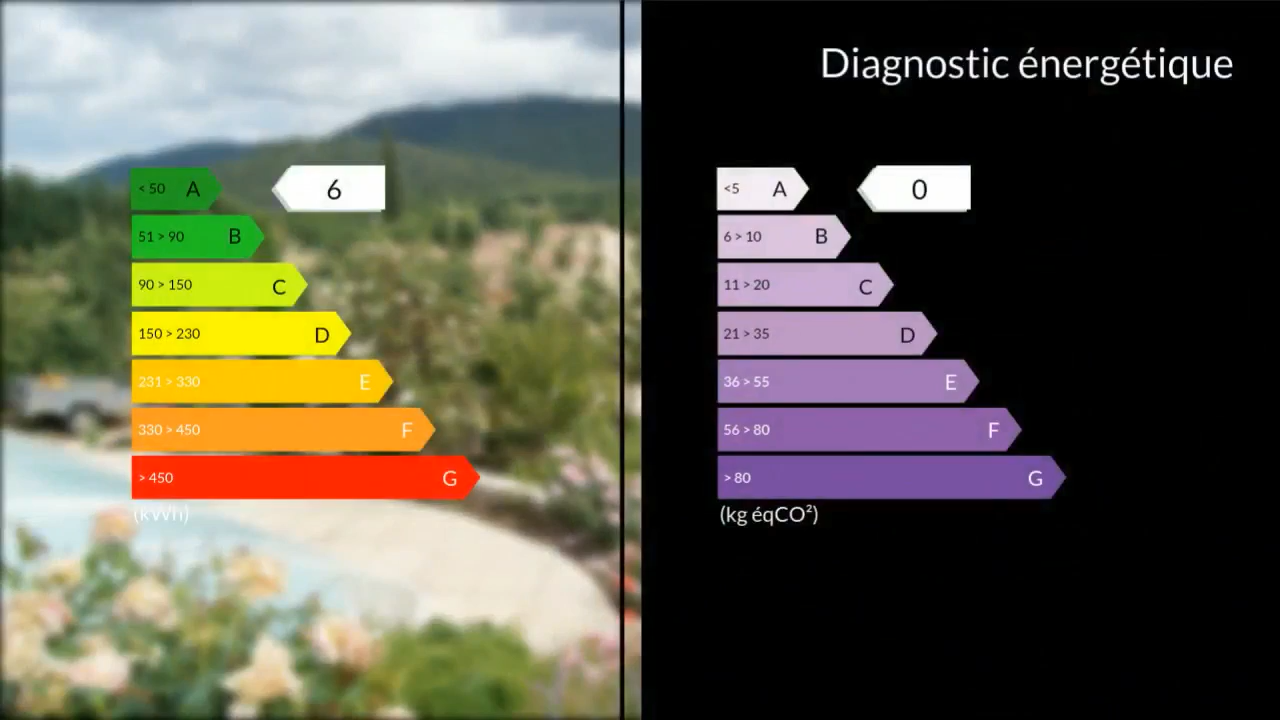 Diagnostic énergétique
< 50 A 6
51 > 90 B
90 > 150 C
150 > 230 D
231 > 330 E
330 > 450 F
> 450 G
(kWh)
<5 A 0
6 > 10 B
11 > 20 C
21 > 35 D
36 > 55 E
56 > 80 F
> 80 G
(kg éqCO²)